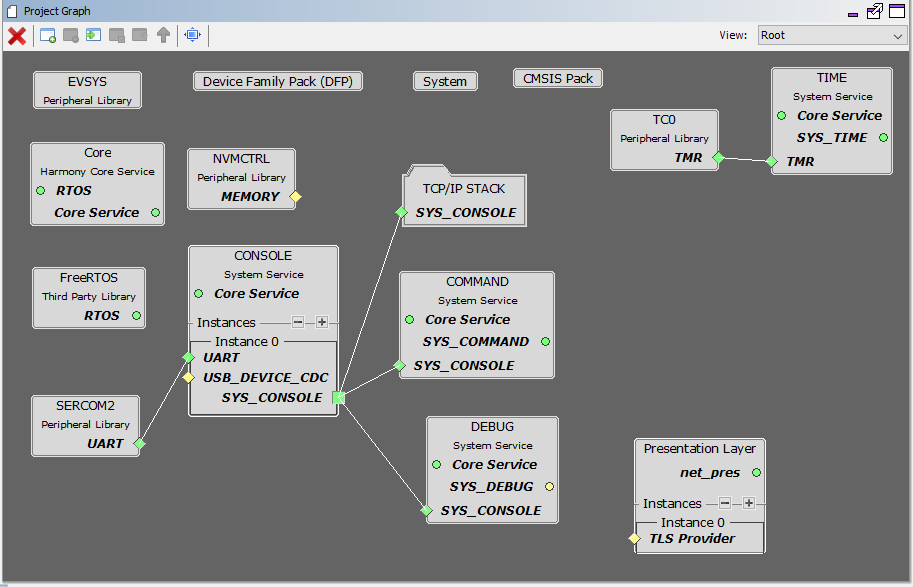 Project Graph
View:
Root
EVSYS
Peripheral Library
Device Family Pack (DFP)
System
CMSIS Pack
TIME
System Service
Core Service
SYS_TIME
TMR
TC0
Peripheral Library
TMR
Core
Harmony Core Service
RTOS
Core Service
NVMCTRL
Peripheral Library
MEMORY
TCP/IP STACK
SYS_CONSOLE
FreeRTOS
Third Party Library
RTOS
CONSOLE
System Service
Core Service
Instances
Instance 0
UART
USB_DEVICE_CDC
SYS_CONSOLE
COMMAND
System Service
Core Service
SYS_COMMAND
SYS_CONSOLE
SERCOM2
Peripheral Library
UART
DEBUG
System Service
Core Service
SYS_DEBUG
SYS_CONSOLE
Presentation Layer
net_pres
Instances
Instance 0
TLS Provider